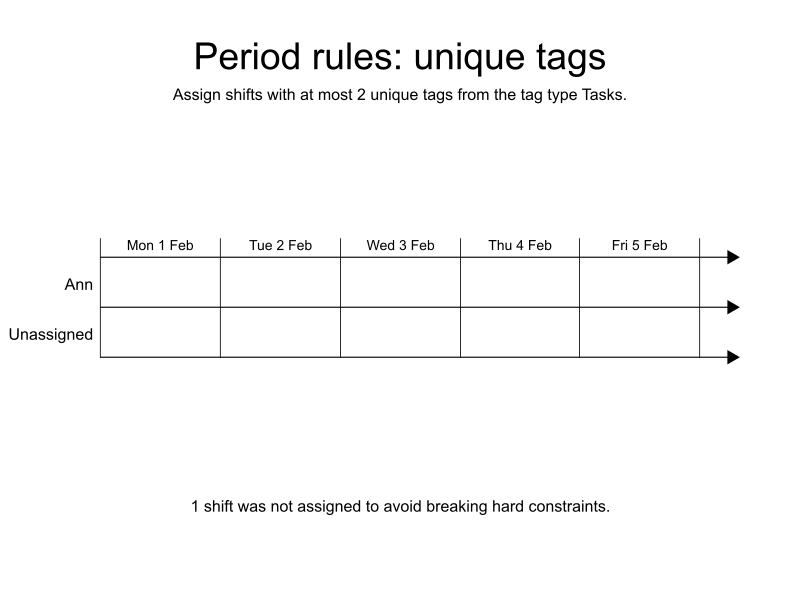 Period rules: unique tags
Assign shifts with at most 2 unique tags from the tag type Tasks.
Mon 1 Feb Tue 2 Feb Wed 3 Feb Thu 4 Feb Fri 5 Feb
Ann
Unassigned
1 shift was not assigned to avoid breaking hard constraints.